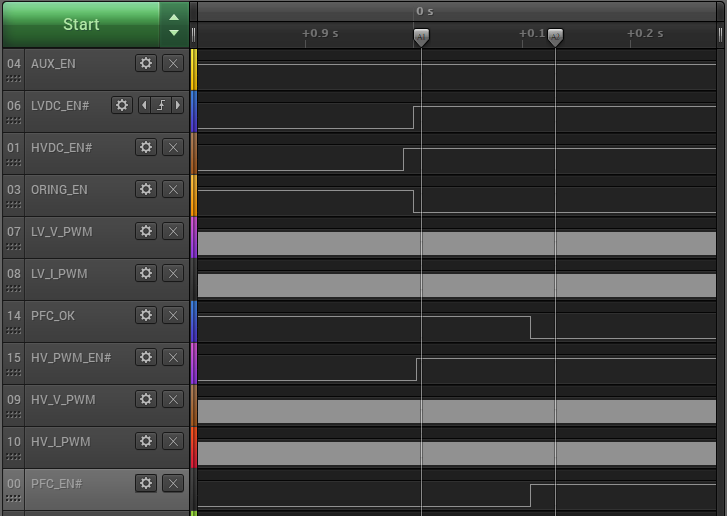 Start
0 s
+0.9 s
+0.1
+0.2 s
A1
A2
04 AUX_EN
06 LVDC_EN#
01 HVDC_EN#
03 ORING_EN
07 LV_V_PWM
08 LV_I_PWM
14 PFC_OK
15 HV_PWM_EN#
09 HV_V_PWM
10 HV_I_PWM
00 PFC_EN#